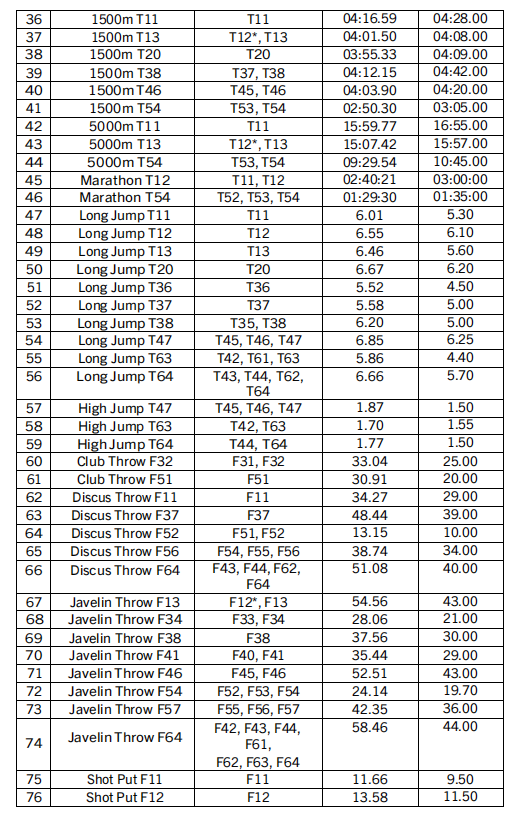 36 1500m T11 T11 04:16.59 04:28.00
37 1500m T13 T12*, T13 04:01.50 04:08.00
38 1500m T20 T20 03:55.33 04:09.00
39 1500m T38 T37, T38 04:12.15 04:42.00
40 1500m T46 T45, T46 04:03.90 04:20.00
41 1500m T54 T53, T54 02:50.30 03:05.00
42 5000m T11 T11 15:59.77 16:55.00
43 5000m T13 T12*, T13 15:07.42 15:57.00
44 5000m T54 T53, T54 09:29.54 10:45.00
45 Marathon T12 T11, T12 02:40:21 03:00:00
46 Marathon T54 T52, T53, T54 01:29:30 01:35:00
47 Long Jump T11 T11 6.01 5.30
48 Long Jump T12 T12 6.55 6.10
49 Long Jump T13 T13 6.46 5.60
50 Long Jump T20 T20 6.67 6.20
51 Long Jump T36 T36 5.52 4.50
52 Long Jump T37 T37 5.58 5.00
53 Long Jump T38 T35, T38 6.20 5.00
54 Long Jump T47 T45, T46, T47 6.85 6.25
55 Long Jump T63 T42, T61, T63 5.86 4.40
56 Long Jump T64 T43, T44, T62, 6.66 5.70
T64
57 High Jump T47 T45, T46, T47 1.87 1.50
58 High Jump T63 T42, T63 1.70 1.55
59 High Jump T64 T44, T64 1.77 1.50
60 Club Throw F32 F31, F32 33.04 25.00
61 Club Throw F51 F51 30.91 20.00
62 Discus Throw F11 F11 34.27 29.00
63 Discus Throw F37 F37 48.44 39.00
64 Discus Throw F52 F51, F52 13.15 10.00
65 Discus Throw F56 F54, F55, F56 38.74 34.00
66 Discus Throw F64 F43, F44, F62, 51.08 40.00
F64
67 Javelin Throw F13 F12*, F13 54.56 43.00
68 Javelin Throw F34 F33, F34 28.06 21.00
69 Javelin Throw F38 F38 37.56 30.00
70 Javelin Throw F41 F40, F41 35.44 29.00
71 Javelin Throw F46 F45, F46 52.51 43.00
72 Javelin Throw F54 F52, F53, F54 24.14 19.70
73 Javelin Throw F57 F55, F56, F57 42.35 36.00
74 Javelin Throw F64 F42, F43, F44, 58.46 44.00
F61,
F62, F63, F64
75 Shot Put F11 F11 11.66 9.50
76 Shot Put F12 F12 13.58 11.50